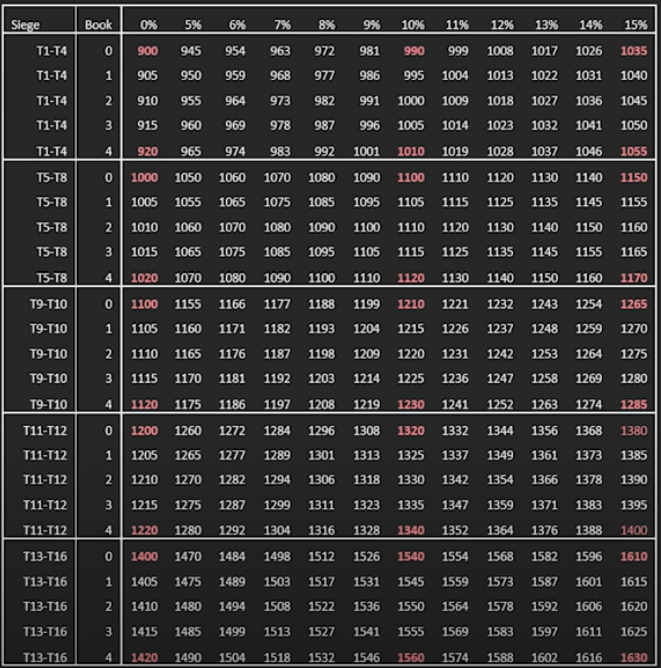 Siege Book 0% 5% 6% 7% 8% 9% 10% 11% 12% 13% 14% 15%
T1-T4 0 900 945 954 963 972 981 990 999 1008 1017 1026 1035
T1-T4 1 905 950 959 968 977 986 995 1004 1013 1022 1031 1040
T1-T4 2 910 955 964 973 982 991 1000 1009 1018 1027 1036 1045
T1-T4 3 915 960 969 978 987 996 1005 1014 1023 1032 1041 1050
T1-T4 4 920 965 974 983 992 1001 1010 1019 1028 1037 1046 1055
T5-T8 0 1000 1050 1060 1070 1080 1090 1100 1110 1120 1130 1140 1150
T5-T8 1 1005 1055 1065 1075 1085 1095 1105 1115 1125 1135 1145 1155
T5-T8 2 1010 1060 1070 1080 1090 1100 1110 1120 1130 1140 1150 1160
T5-T8 3 1015 1065 1075 1085 1095 1105 1115 1125 1135 1145 1155 1165
T5-T8 4 1020 1070 1080 1090 1100 1110 1120 1130 1140 1150 1160 1170
T9-T10 0 1100 1155 1166 1177 1188 1199 1210 1221 1232 1243 1254 1265
T9-T10 1 1105 1160 1171 1182 1193 1204 1215 1226 1237 1248 1259 1270
T9-T10 2 1110 1165 1176 1187 1198 1209 1220 1231 1242 1253 1264 1275
T9-T10 3 1115 1170 1181 1192 1203 1214 1225 1236 1247 1258 1269 1280
T9-T10 4 1120 1175 1186 1197 1208 1219 1230 1241 1252 1263 1274 1285
T11-T12 0 1200 1260 1272 1284 1296 1308 1320 1332 1344 1356 1368 1380
T11-T12 1 1205 1265 1277 1289 1301 1313 1325 1337 1349 1361 1373 1385
T11-T12 2 1210 1270 1282 1294 1306 1318 1330 1342 1354 1366 1378 1390
T11-T12 3 1215 1275 1287 1299 1311 1323 1335 1347 1359 1371 1383 1395
T11-T12 4 1220 1280 1292 1304 1316 1328 1340 1352 1364 1376 1388 1400
T13-T16 0 1400 1470 1484 1498 1512 1526 1540 1554 1568 1582 1596 1610
T13-T16 1 1405 1475 1489 1503 1517 1531 1545 1559 1573 1587 1601 1615
T13-T16 2 1410 1480 1494 1508 1522 1536 1550 1564 1578 1592 1606 1620
T13-T16 3 1415 1485 1499 1513 1527 1541 1555 1569 1583 1597 1611 1625
T13-T16 4 1420 1490 1504 1518 1532 1546 1560 1574 1588 1602 1616 1630